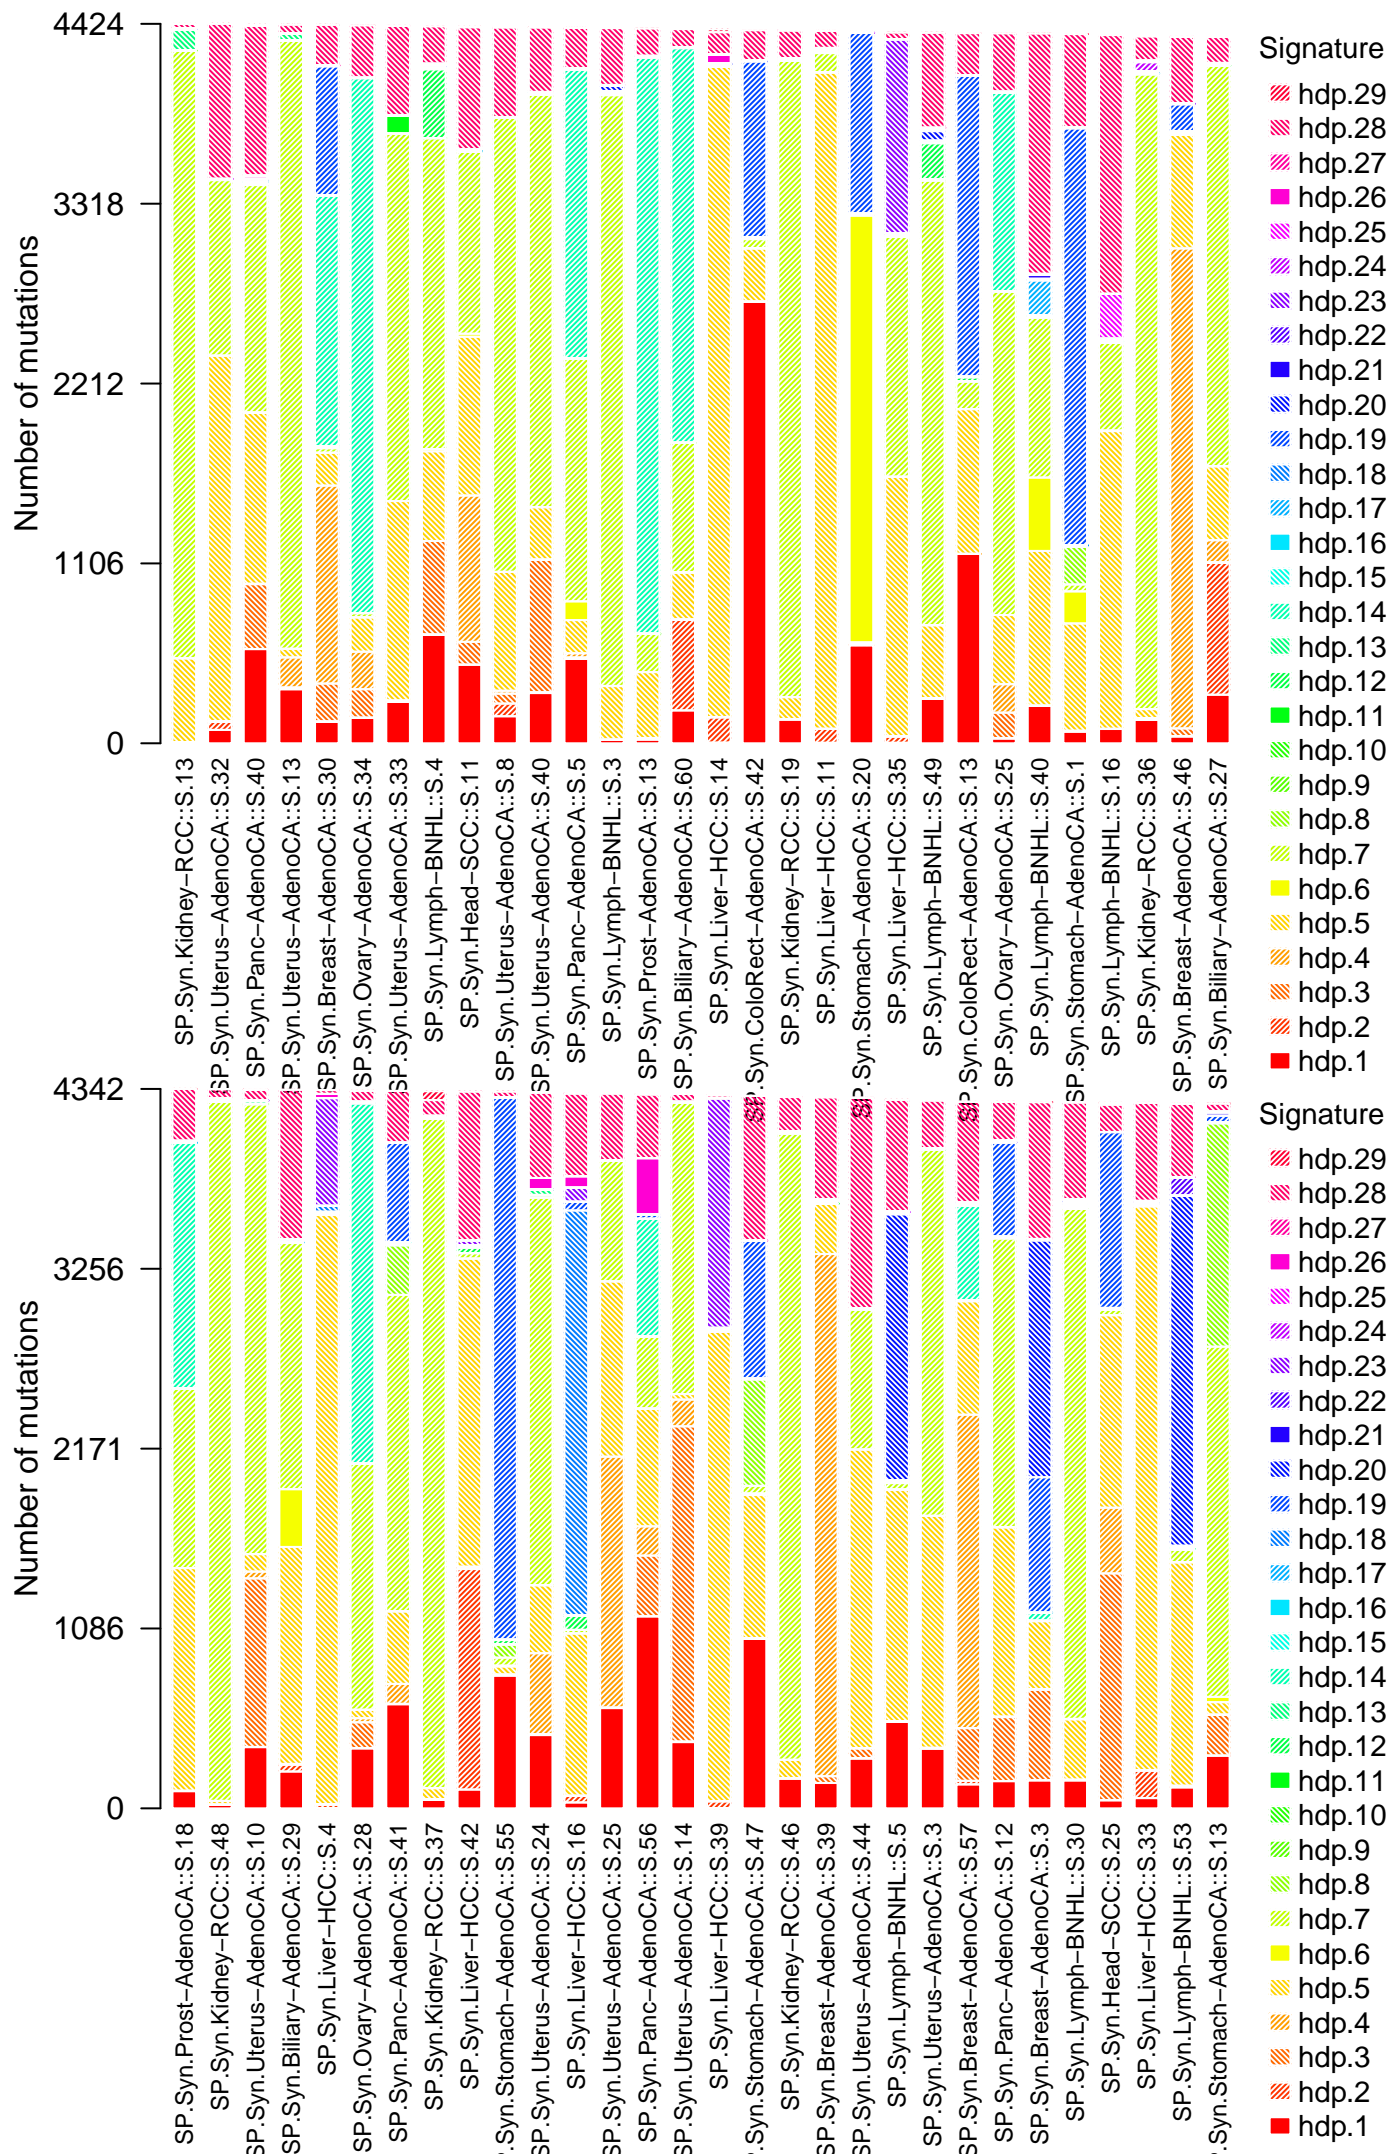 Number of mutations
4424
3318
2212
1106
0
SP.Syn.Kidney−RCC::S.13
SP.Syn.Uterus−AdenoCA::S.32
SP.Syn.Panc−AdenoCA::S.40
SP.Syn.Uterus−AdenoCA::S.13
SP.Syn.Breast−AdenoCA::S.30
SP.Syn.Ovary−AdenoCA::S.34
SP.Syn.Uterus−AdenoCA::S.33
SP.Syn.Lymph−BNHL::S.4
SP.Syn.Head−SCC::S.11
SP.Syn.Uterus−AdenoCA::S.8
SP.Syn.Uterus−AdenoCA::S.40
SP.Syn.Panc−AdenoCA::S.5
SP.Syn.Lymph−BNHL::S.3
SP.Syn.Prost−AdenoCA::S.13
SP.Syn.Biliary−AdenoCA::S.60
SP.Syn.Liver−HCC::S.14
SP.Syn.ColoRect−AdenoCA::S.42
SP.Syn.Kidney−RCC::S.19
SP.Syn.Liver−HCC::S.11
SP.Syn.Stomach−AdenoCA::S.20
SP.Syn.Liver−HCC::S.35
SP.Syn.Lymph−BNHL::S.49
SP.Syn.ColoRect−AdenoCA::S.13
SP.Syn.Ovary−AdenoCA::S.25
SP.Syn.Lymph−BNHL::S.40
SP.Syn.Stomach−AdenoCA::S.1
SP.Syn.Lymph−BNHL::S.16
SP.Syn.Kidney−RCC::S.36
SP.Syn.Breast−AdenoCA::S.46
SP.Syn.Biliary−AdenoCA::S.27
Signature
hdp.29
hdp.28
hdp.27
hdp.26
hdp.25
hdp.24
hdp.23
hdp.22
hdp.21
hdp.20
hdp.19
hdp.18
hdp.17
hdp.16
hdp.15
hdp.14
hdp.13
hdp.12
hdp.11
hdp.10
hdp.9
hdp.8
hdp.7
hdp.6
hdp.5
hdp.4
hdp.3
hdp.2
hdp.1
Number of mutations
4342
3256
2171
1086
0
SP.Syn.Prost−AdenoCA::S.18
SP.Syn.Kidney−RCC::S.48
SP.Syn.Uterus−AdenoCA::S.10
SP.Syn.Biliary−AdenoCA::S.29
SP.Syn.Liver−HCC::S.4
SP.Syn.Ovary−AdenoCA::S.28
SP.Syn.Panc−AdenoCA::S.41
SP.Syn.Kidney−RCC::S.37
SP.Syn.Liver−HCC::S.42
P.Syn.Stomach−AdenoCA::S.55
SP.Syn.Uterus−AdenoCA::S.24
SP.Syn.Liver−HCC::S.16
SP.Syn.Uterus−AdenoCA::S.25
SP.Syn.Panc−AdenoCA::S.56
SP.Syn.Biliary−AdenoCA::S.14
SP.Syn.Liver−HCC::S.39
P.Syn.Stomach−AdenoCA::S.47
SP.Syn.Kidney−RCC::S.46
SP.Syn.Breast−AdenoCA::S.39
SP.Syn.Uterus−AdenoCA::S.44
SP.Syn.Lymph−BNHL::S.5
SP.Syn.Uterus−AdenoCA::S.3
SP.Syn.Breast−AdenoCA::S.57
SP.Syn.Panc−AdenoCA::S.12
SP.Syn.Breast−AdenoCA::S.3
SP.Syn.Lymph−BNHL::S.30
SP.Syn.Head−SCC::S.25
SP.Syn.Liver−HCC::S.33
SP.Syn.Lymph−BNHL::S.53
P.Syn.Stomach−AdenoCA::S.13
Signature
hdp.29
hdp.28
hdp.27
hdp.26
hdp.25
hdp.24
hdp.23
hdp.22
hdp.21
hdp.20
hdp.19
hdp.18
hdp.17
hdp.16
hdp.15
hdp.14
hdp.13
hdp.12
hdp.11
hdp.10
hdp.9
hdp.8
hdp.7
hdp.6
hdp.5
hdp.4
hdp.3
hdp.2
hdp.1